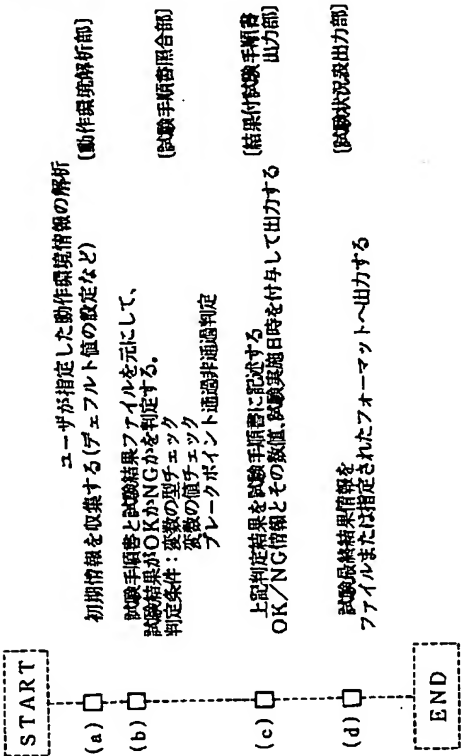 START
ユーザが指定した動作環境情報の解析
(a) 初期情報を収集する(デェフルト値の設定など) [動作環境解析部]
(b) 試験手順書と試験結果ファイルを元にして、 [試験手順書照合部]
試験結果がOKかNGかを判定する。
判定条件:変数の型チェック
変数の値チェック
ブレークポイント通過非通過判定
(c) 上記判定結果を試験手順書に記述する [結果付試験手順書
OK/NG情報とその数値、試験実施日時を付与して出力する 出力部]
(d) 試験最終結果情報を [試験状況表出力部]
ファイルまたは指定されたフォーマットへ出力する
END